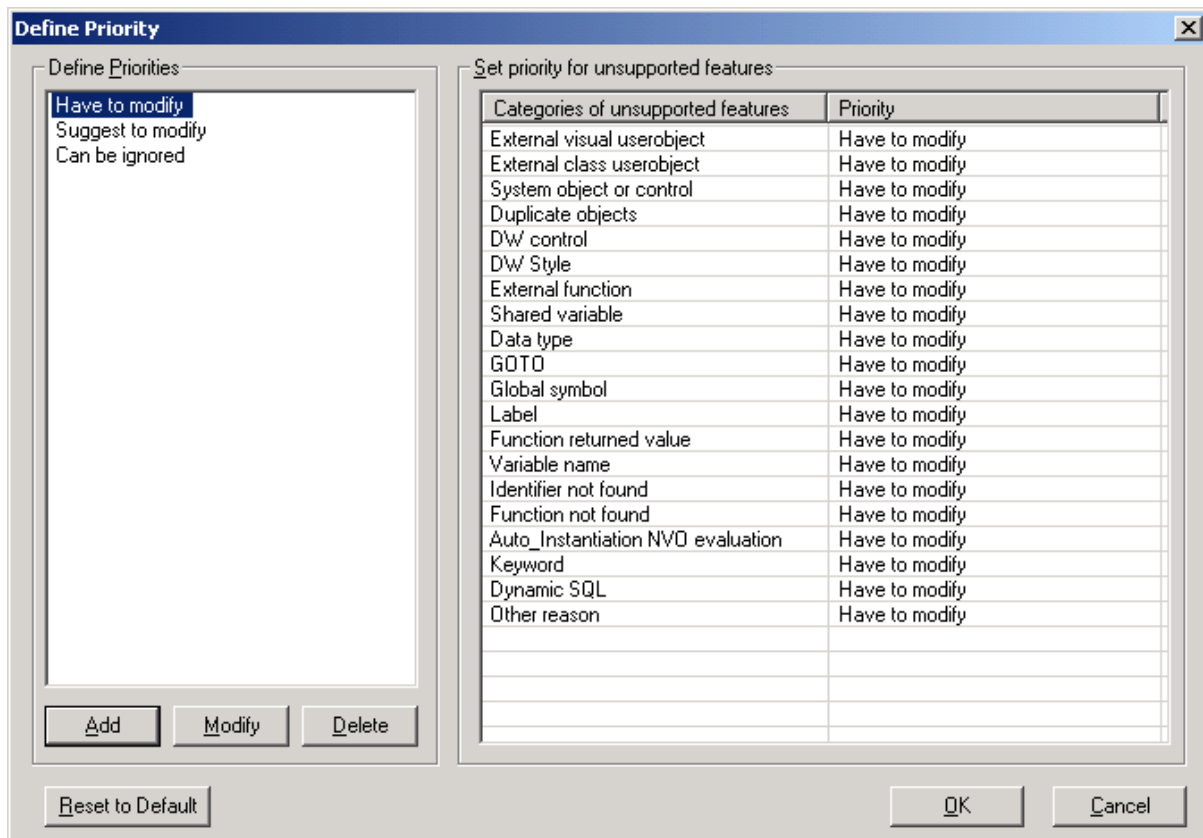 Define Priority
Define Priorities
Have to modify
Suggest to modify
Can be ignored
Add
Modify
Delete
Set priority for unsupported features
Categories of unsupported features Priority
External visual userobject Have to modify
External class userobject Have to modify
System object or control Have to modify
Duplicate objects Have to modify
DW control Have to modify
DW Style Have to modify
External function Have to modify
Shared variable Have to modify
Data type Have to modify
GOTO Have to modify
Global symbol Have to modify
Label Have to modify
Function returned value Have to modify
Variable name Have to modify
Identifier not found Have to modify
Function not found Have to modify
Auto_Instantiation NVO evaluation Have to modify
Keyword Have to modify
Dynamic SQL Have to modify
Other reason Have to modify
Reset to Default
OK
Cancel